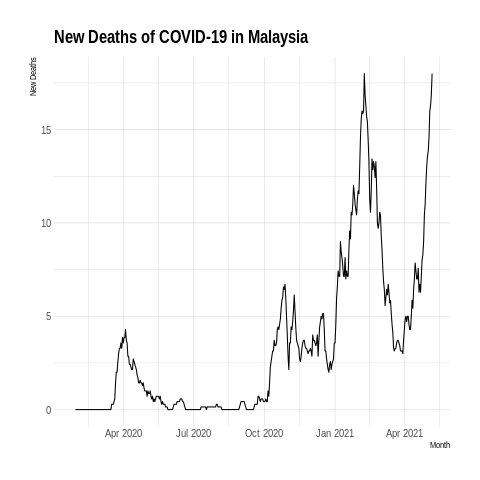 New Deaths of COVID-19 in Malaysia
New Deaths
15
10
5
0
Apr 2020 Jul 2020 Oct 2020 Jan 2021 Apr 2021
Month